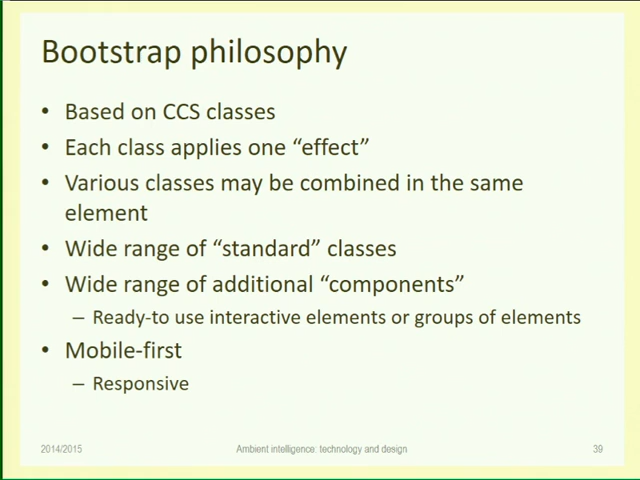 Bootstrap philosophy
• Based on CCS classes
• Each class applies one “effect”
• Various classes may be combined in the same
element
• Wide range of “standard” classes
• Wide range of additional “components”
– Ready-to use interactive elements or groups of elements
• Mobile-first
– Responsive
2014/2015 Ambient intelligence: technology and design 39